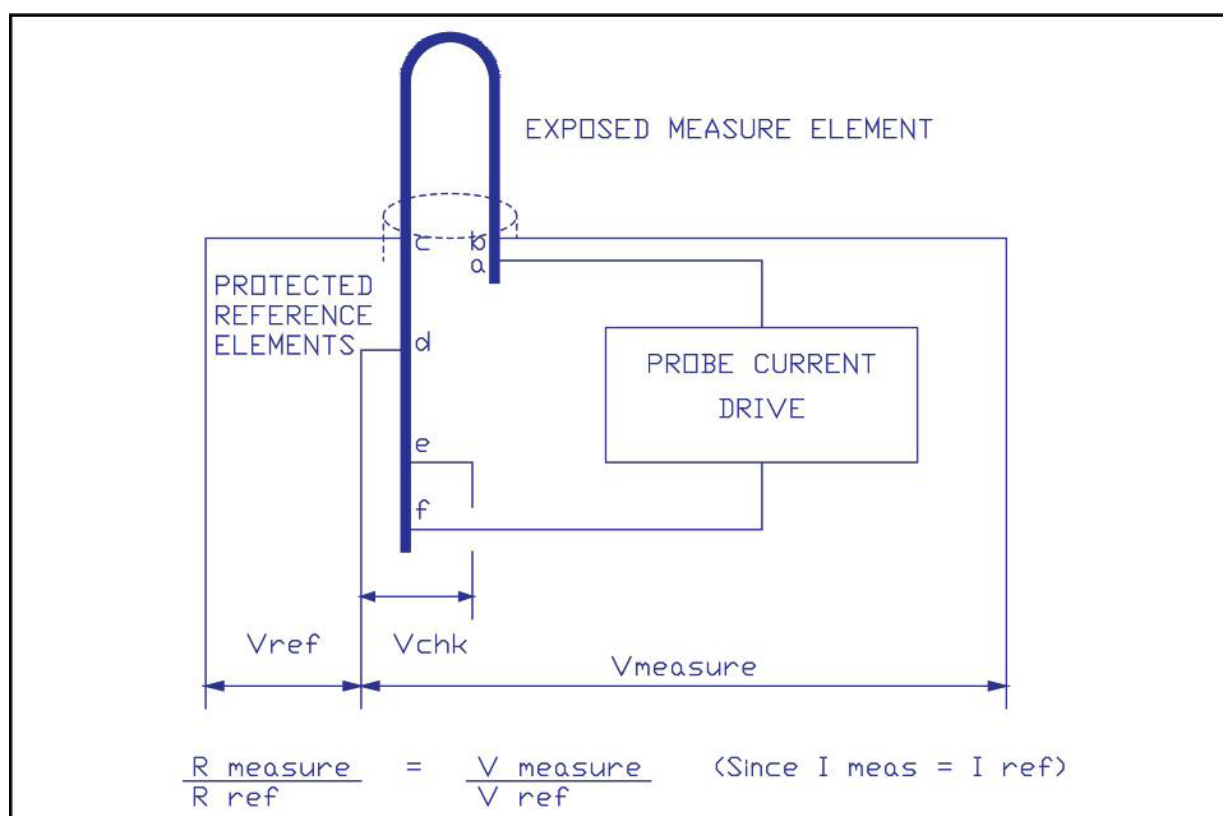 EXPOSED MEASURE ELEMENT
c b
a
PROTECTED
REFERENCE
ELEMENTS
d
PROBE CURRENT
DRIVE
e
f
Vref
Vchk
Vmeasure
R measure = V measure (Since I meas = I ref)
R ref V ref